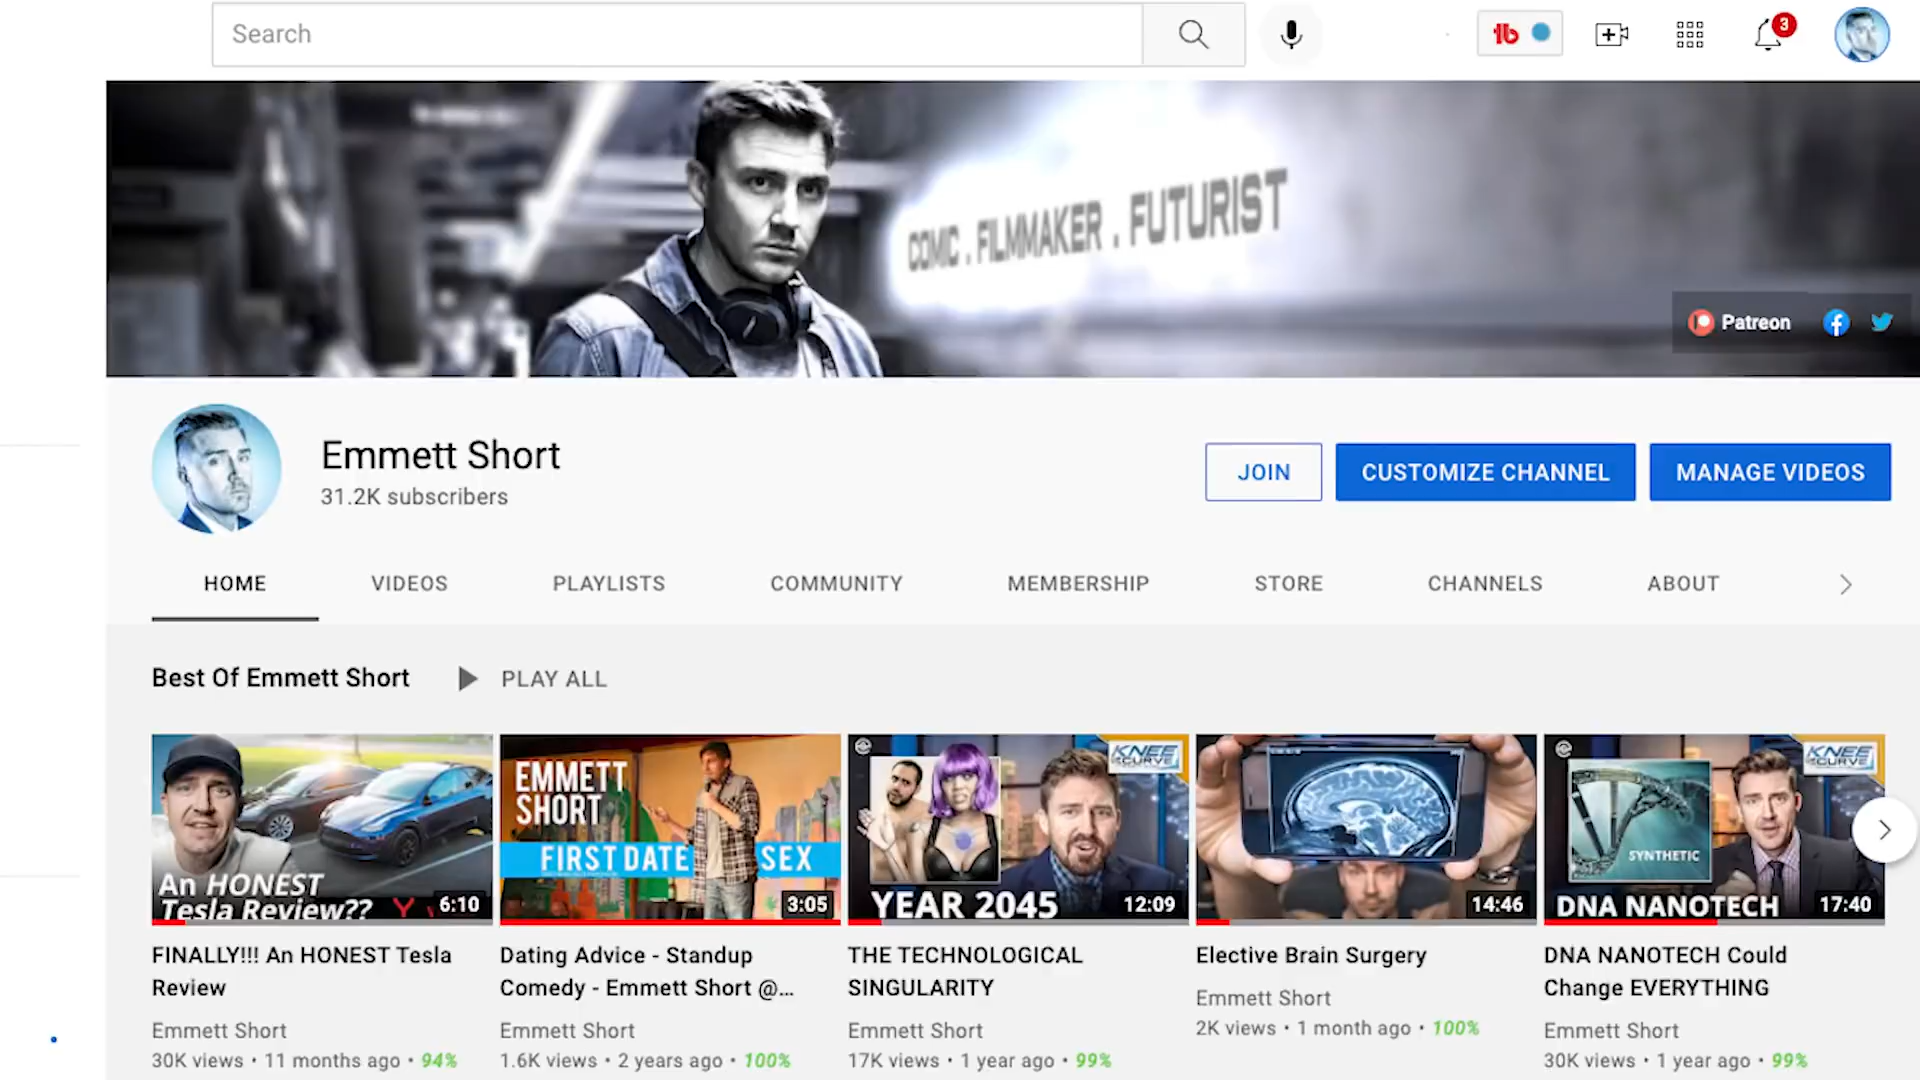 Search
3
COMIC . FILMMAKER . FUTURIST
Patreon
Emmett Short
31.2K subscribers
JOIN
CUSTOMIZE CHANNEL
MANAGE VIDEOS
HOME
VIDEOS
PLAYLISTS
COMMUNITY
MEMBERSHIP
STORE
CHANNELS
ABOUT
Best Of Emmett Short
PLAY ALL
An HONEST
Tesla Review??
6:10
EMMETT
SHORT
FIRST DATE SEX
3:05
KNEE
CURVE
YEAR 2045
12:09
14:46
KNEE
CURVE
SYNTHETIC
DNA NANOTECH
17:40
FINALLY!!! An HONEST Tesla
Review
Emmett Short
30K views • 11 months ago • 94%
Dating Advice - Standup
Comedy - Emmett Short @...
Emmett Short
1.6K views • 2 years ago • 100%
THE TECHNOLOGICAL
SINGULARITY
Emmett Short
17K views • 1 year ago • 99%
Elective Brain Surgery
Emmett Short
2K views • 1 month ago • 100%
DNA NANOTECH Could
Change EVERYTHING
Emmett Short
30K views • 1 year ago • 99%